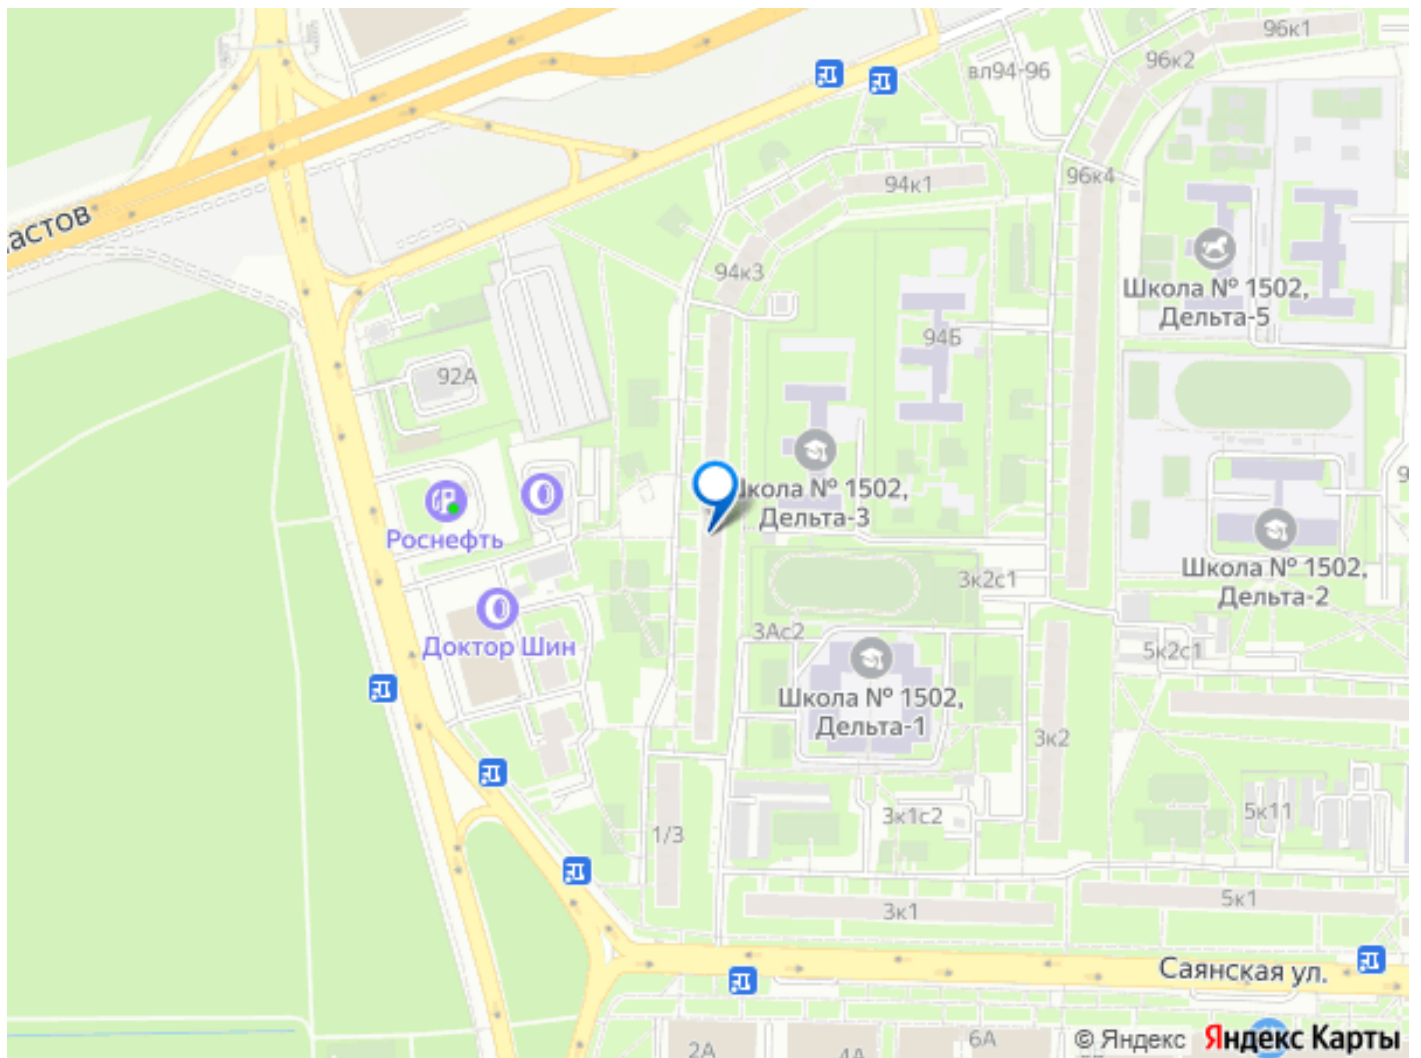 96к1
96к2
вл94-96
94к1
96к4
астов
94к3
Школа № 1502,
Дельта-5
94Б
92А
Школа № 1502,
Дельта-3
Роснефть
3к2с1
Школа № 1502,
Дельта-2
3Ас2
Доктор Шин
5к2с1
Школа № 1502,
Дельта-1
3к2
5к11
3к1с2
1/3
5к1
3к1
Саянская ул.
6А
2А
4А
© Яндекс Яндекс Карты